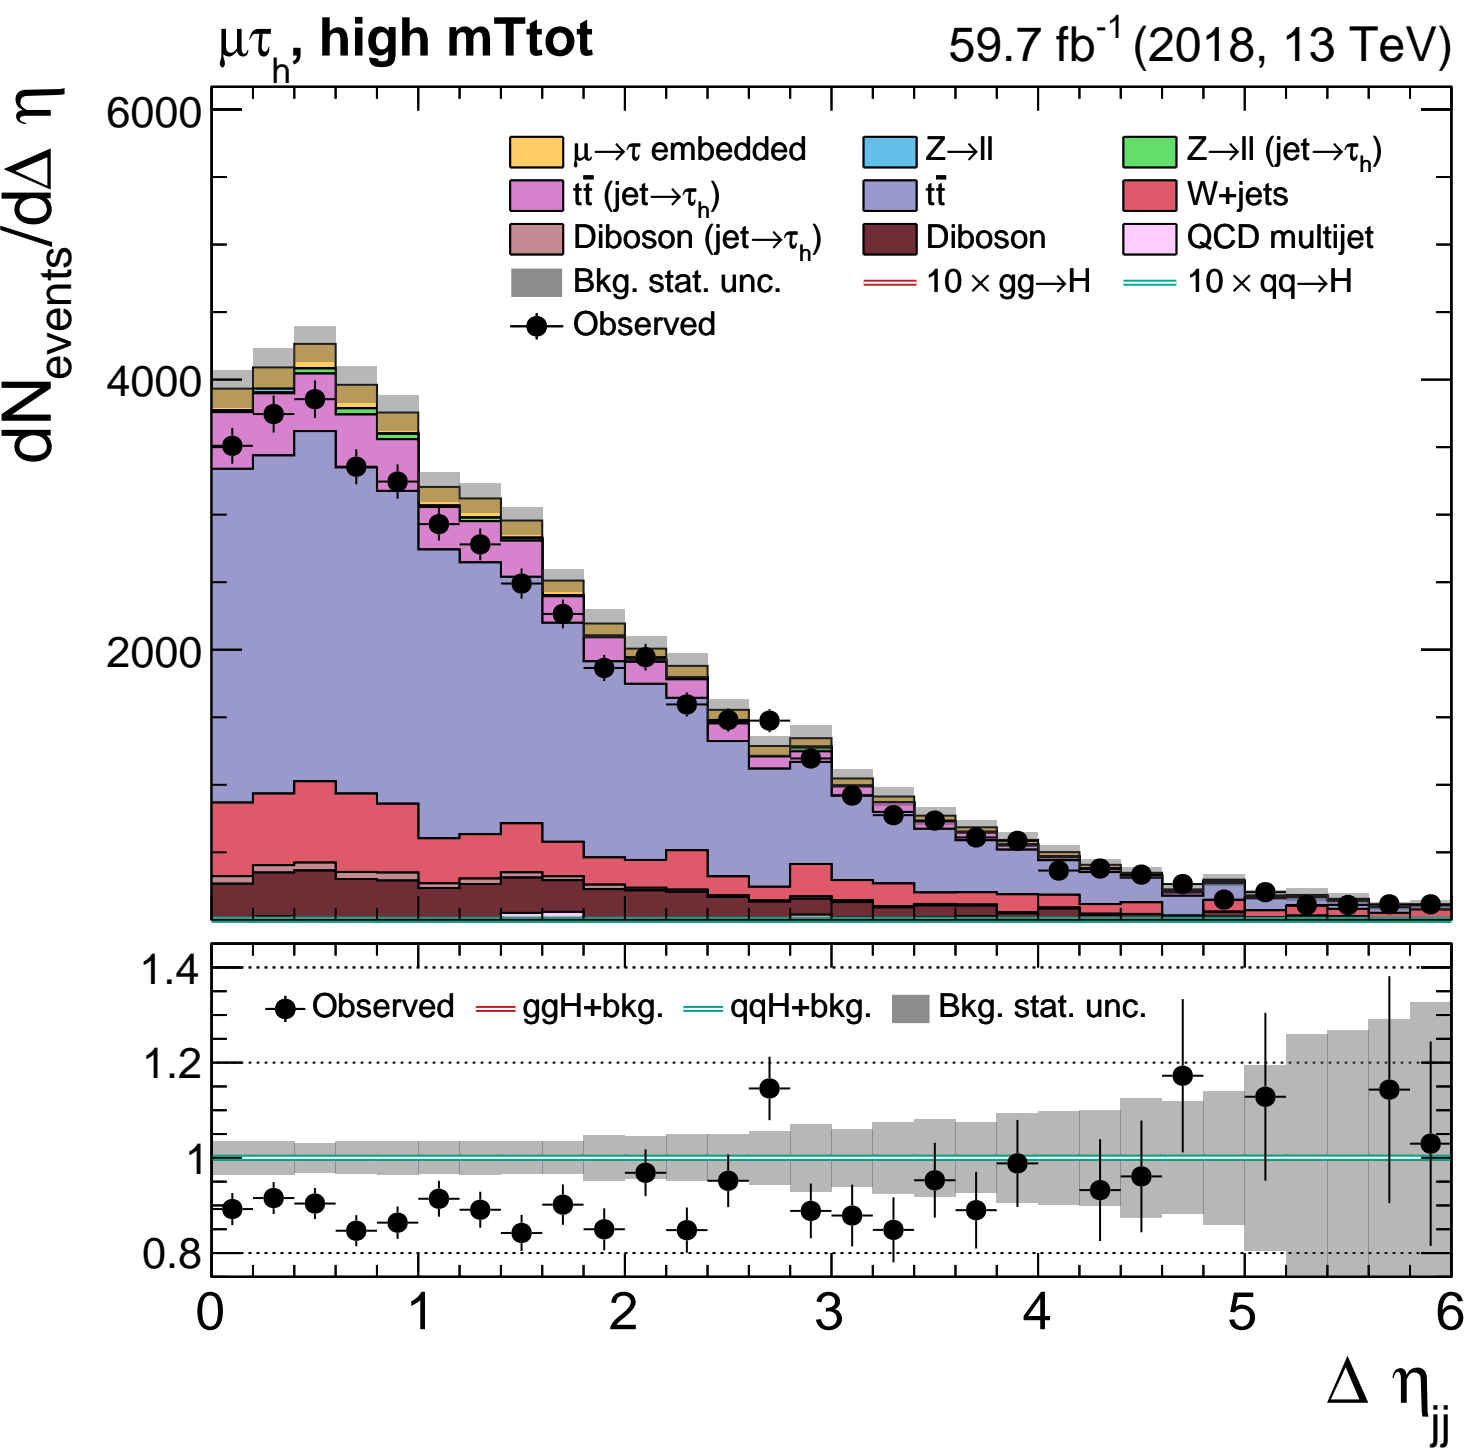 μτh, high mTtot
59.7 fb-1 (2018, 13 TeV)
dNevents/dΔ η
6000
4000
2000
μ→τ embedded
Z→ll
Z→ll (jet→τh)
tt̄ (jet→τh)
tt̄
W+jets
Diboson (jet→τh)
Diboson
QCD multijet
Bkg. stat. unc.
10 × gg→H
10 × qq→H
Observed
1.4
1.2
1
0.8
Observed
ggH+bkg.
qqH+bkg.
Bkg. stat. unc.
0 1 2 3 4 5 6
Δ ηjj